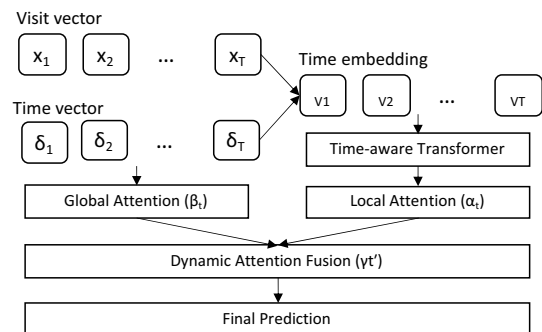 Visit vector
x1 x2 ... xT
Time embedding
v1 v2 ... vT
Time vector
δ1 δ2 ... δT
Time-aware Transformer
Global Attention (βt)
Local Attention (αt)
Dynamic Attention Fusion (γt')
Final Prediction